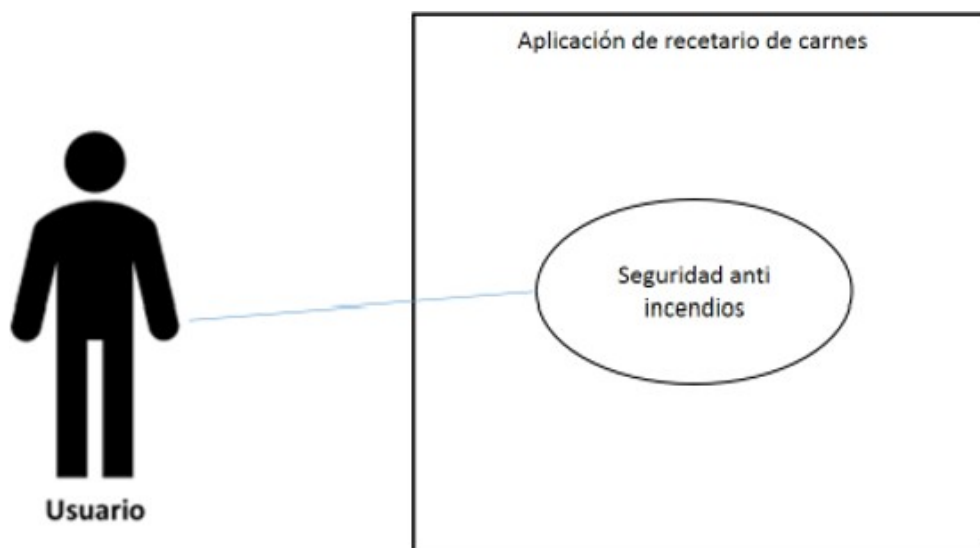 Aplicación de recetario de carnes
Seguridad anti
incendios
Usuario